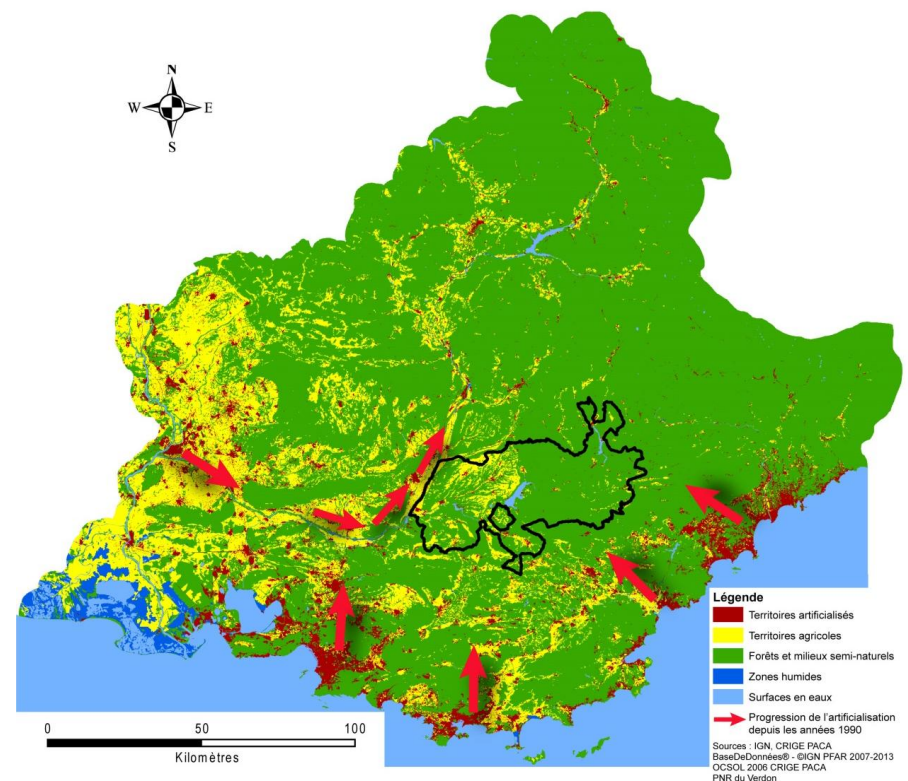 N
W E
S
Légende
Territoires artificialisés
Territoires agricoles
Forêts et milieux semi-naturels
Zones humides
Surfaces en eaux
Progression de l'artificialisation
depuis les années 1990
0 50 100
Kilomètres
Sources : IGN, CRIGE PACA
BaseDeDonnées® - ©IGN PFAR 2007-2013
OCSOL 2006 CRIGE PACA
PNR du Verdon